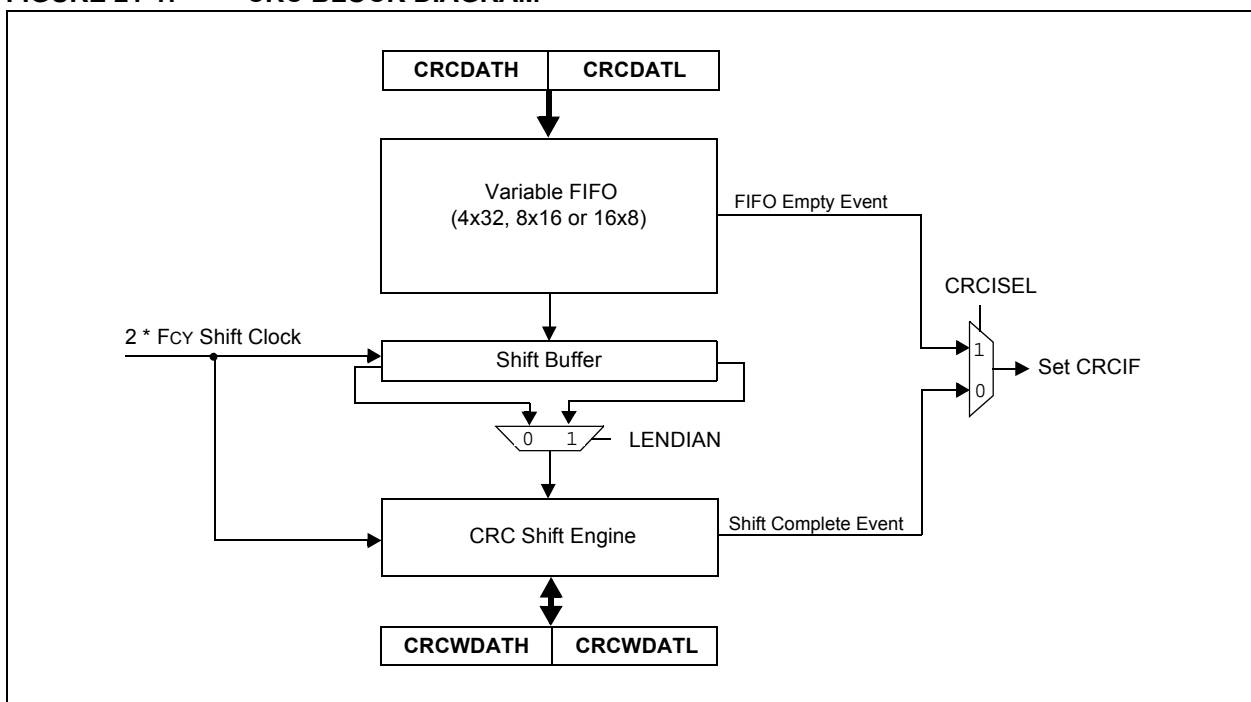 CRCDATH CRCDATL
Variable FIFO
(4x32, 8x16 or 16x8)
FIFO Empty Event
CRCISEL
2 * FCY Shift Clock
1
Shift Buffer
Set CRCIF
0
0 1 LENDIAN
CRC Shift Engine
Shift Complete Event
CRCWDATH CRCWDATL